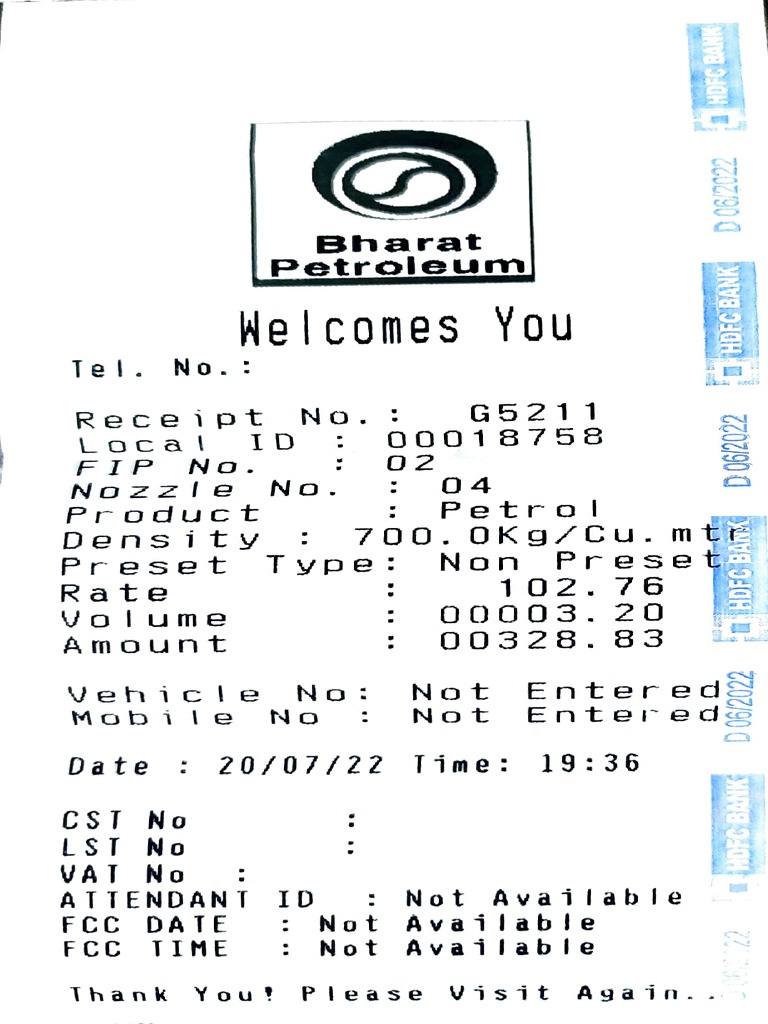 Bharat
Petroleum
Welcomes You
Tel. No.:
Receipt No.: G5211
Local ID : 00018758
FIP No. : 02
Nozzle No. : 04
Product : Petrol
Density : 700.0Kg/Cu.mtr
Preset Type: Non Preset
Rate : 102.76
Volume : 00003.20
Amount : 00328.83
Vehicle No: Not Entered
Mobile No : Not Entered
Date : 20/07/22 Time: 19:36
CST No :
LST No :
VAT No :
ATTENDANT ID : Not Available
FCC DATE : Not Available
FCC TIME : Not Available
Thank You! Please Visit Again..
HDFC BANK
D 06/2022
HDFC BANK
D 06/2022
HDFC BANK
D 06/2022
HDFC BANK
D 06/2022